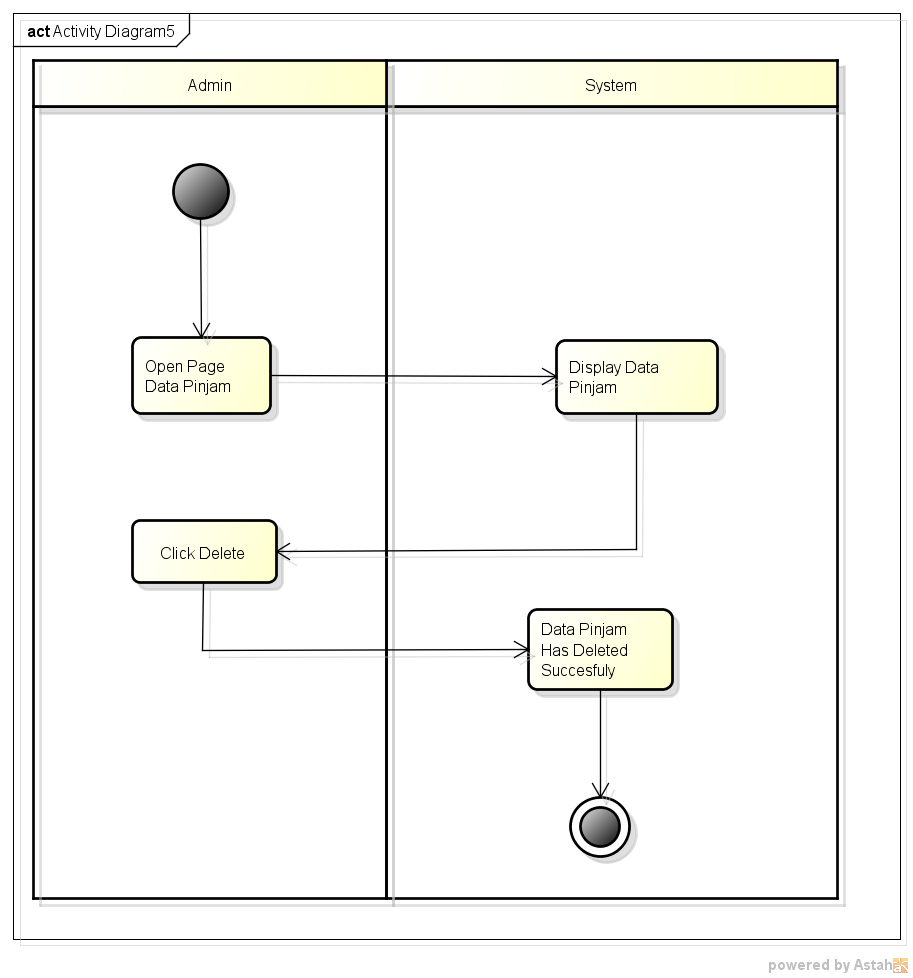 act Activity Diagram5
Admin
System
Open Page
Data Pinjam
Display Data
Pinjam
Click Delete
Data Pinjam
Has Deleted
Succesfuly
powered by Astah